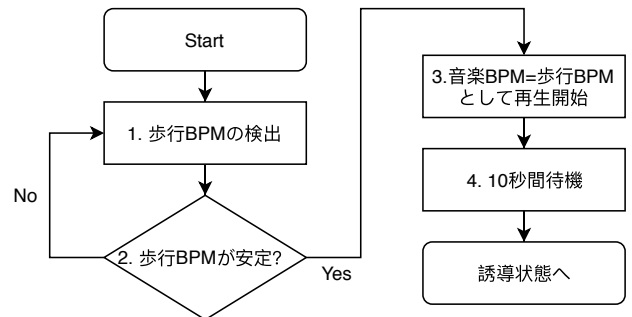 Start
1. 歩行BPMの検出
No
2. 歩行BPMが安定?
Yes
3.音楽BPM=歩行BPM
として再生開始
4. 10秒間待機
誘導状態へ